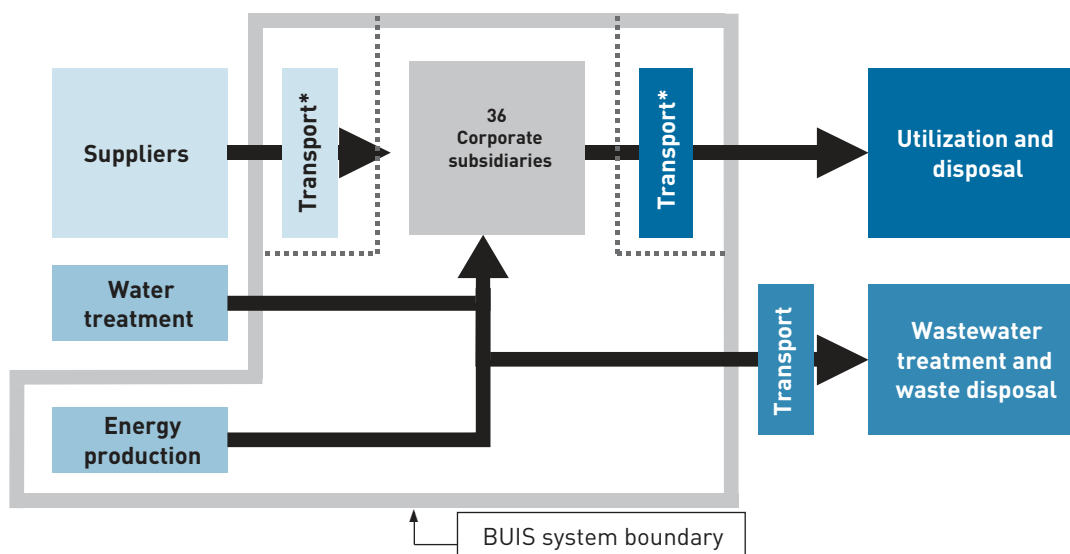 Suppliers
Transport*
36
Corporate
subsidiaries
Transport*
Utilization and
disposal
Water
treatment
Energy
production
Transport
Wastewater
treatment and
waste disposal
BUIS system boundary